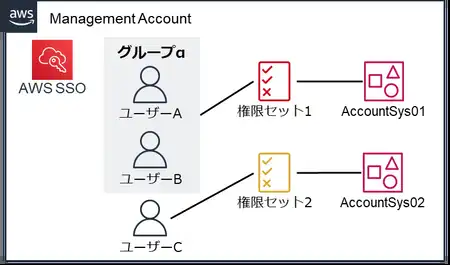 aws
Management Account
AWS SSO
グループα
ユーザーA
ユーザーB
ユーザーC
権限セット1
AccountSys01
権限セット2
AccountSys02